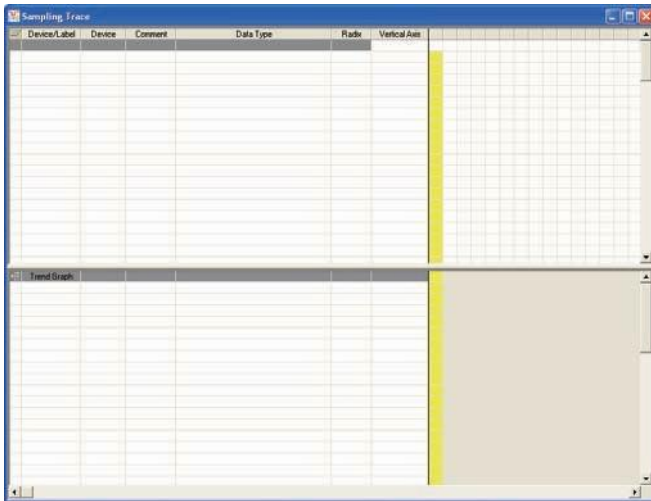 Sampling Trace
Device/Label Device Comment Data Type Radix Vertical Axis
Trend Graph